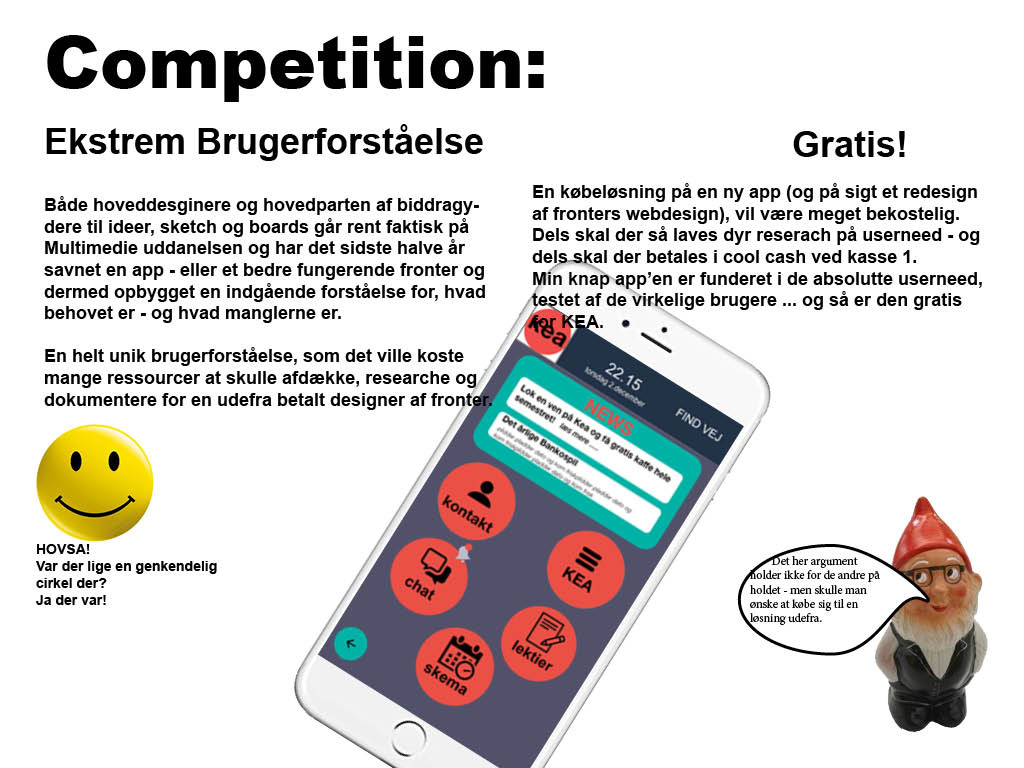 Competition:
Ekstrem Brugerforståelse
Både hoveddesginere og hovedparten af biddragy-
dere til ideer, sketch og boards går rent faktisk på
Multimedie uddanelsen og har det sidste halve år
savnet en app - eller et bedre fungerende fronter og
dermed opbygget en indgående forståelse for, hvad
behovet er - og hvad manglerne er.
En helt unik brugerforståelse, som det ville koste
mange ressourcer at skulle afdække, researche og
dokumentere for en udefra betalt designer af fronter.
HOVSA!
Var der lige en genkendelig
cirkel der?
Ja der var!
Gratis!
En købeløsning på en ny app (og på sigt et redesign
af fronters webdesign), vil være meget bekostelig.
Dels skal der så laves dyr reserach på userneed - og
dels skal der betales i cool cash ved kasse 1.
Min knap app’en er funderet i de absolutte userneed,
testet af de virkelige brugere ... og så er den gratis
for KEA.
kea
22.15
torsdag 2.december
FIND VEJ
NEWS
Lok en ven på Kea og få gratis kaffe hele
semestret! læs mere ....
Det årlige Bankospil
kontakt
chat
KEA
lektier
skema
Det her argument
holder ikke for de andre på
holdet - men skulle man
ønske at købe sig til en
løsning udefra.